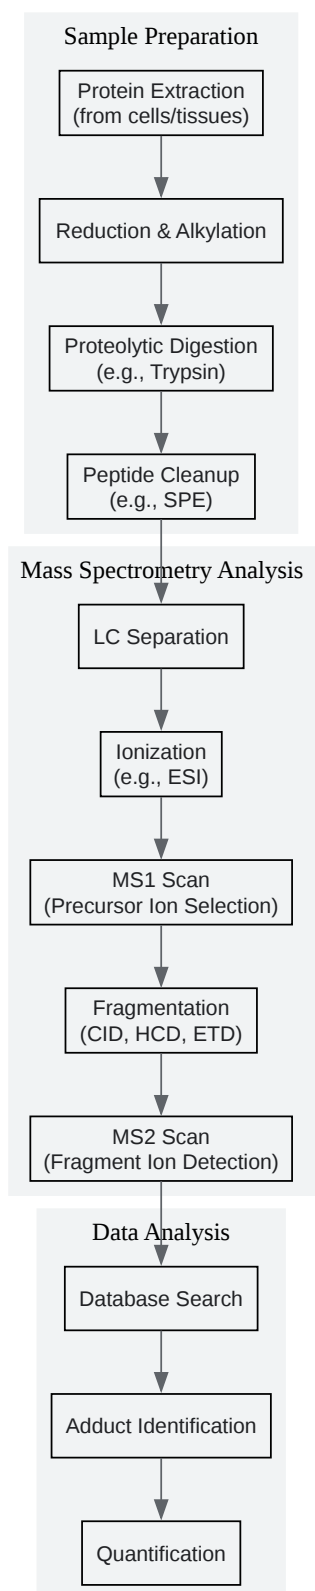 Sample Preparation
Protein Extraction
(from cells/tissues)
Reduction & Alkylation
Proteolytic Digestion
(e.g., Trypsin)
Peptide Cleanup
(e.g., SPE)
Mass Spectrometry Analysis
LC Separation
Ionization
(e.g., ESI)
MS1 Scan
(Precursor Ion Selection)
Fragmentation
(CID, HCD, ETD)
MS2 Scan
(Fragment Ion Detection)
Data Analysis
Database Search
Adduct Identification
Quantification